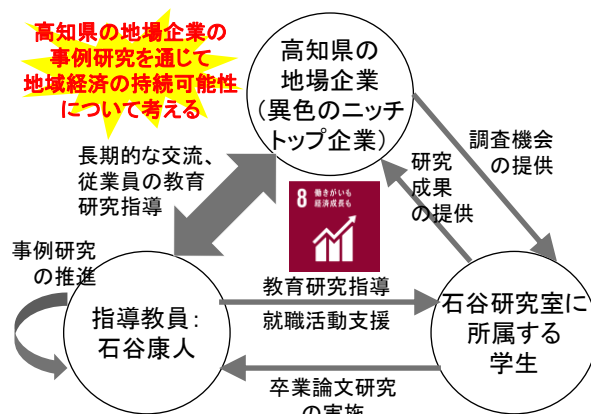 高知県の地場企業の
事例研究を通じて
地域経済の持続可能性
について考える
高知県の
地場企業
（異色のニッチ
トップ企業）
長期的な交流、
従業員の教育
研究指導
調査機会
の提供
研究
成果
の提供
8 働きがいも
経済成長も
事例研究
の推進
指導教員：
石谷康人
教育研究指導
就職活動支援
石谷研究室に
所属する
学生
卒業論文研究
の実施